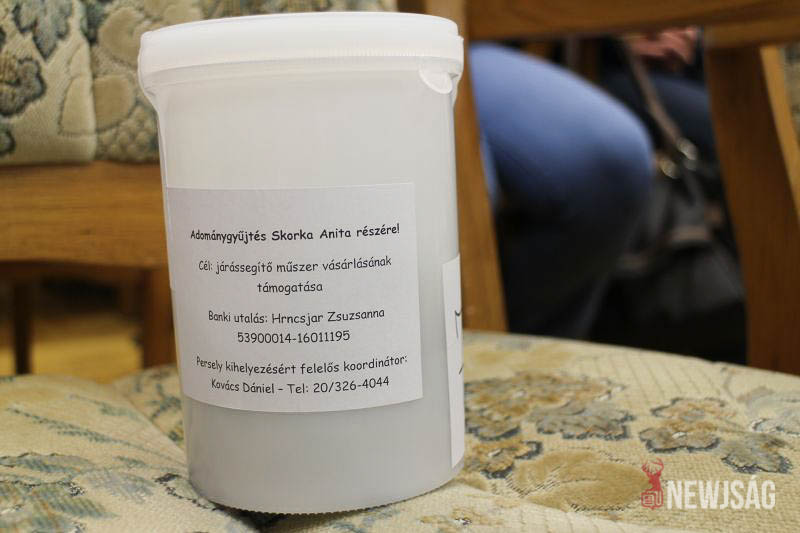 Adománygyűjtés Skorka Anita részére!
Cél: járássegítő műszer vásárlásának
támogatása
Banki utalás: Hrncsjar Zsuzsanna
53900014-16011195
Persely kihelyezésért felelős koordinátor:
Kovács Dániel – Tel: 20/326-4044
NEWJSÁG